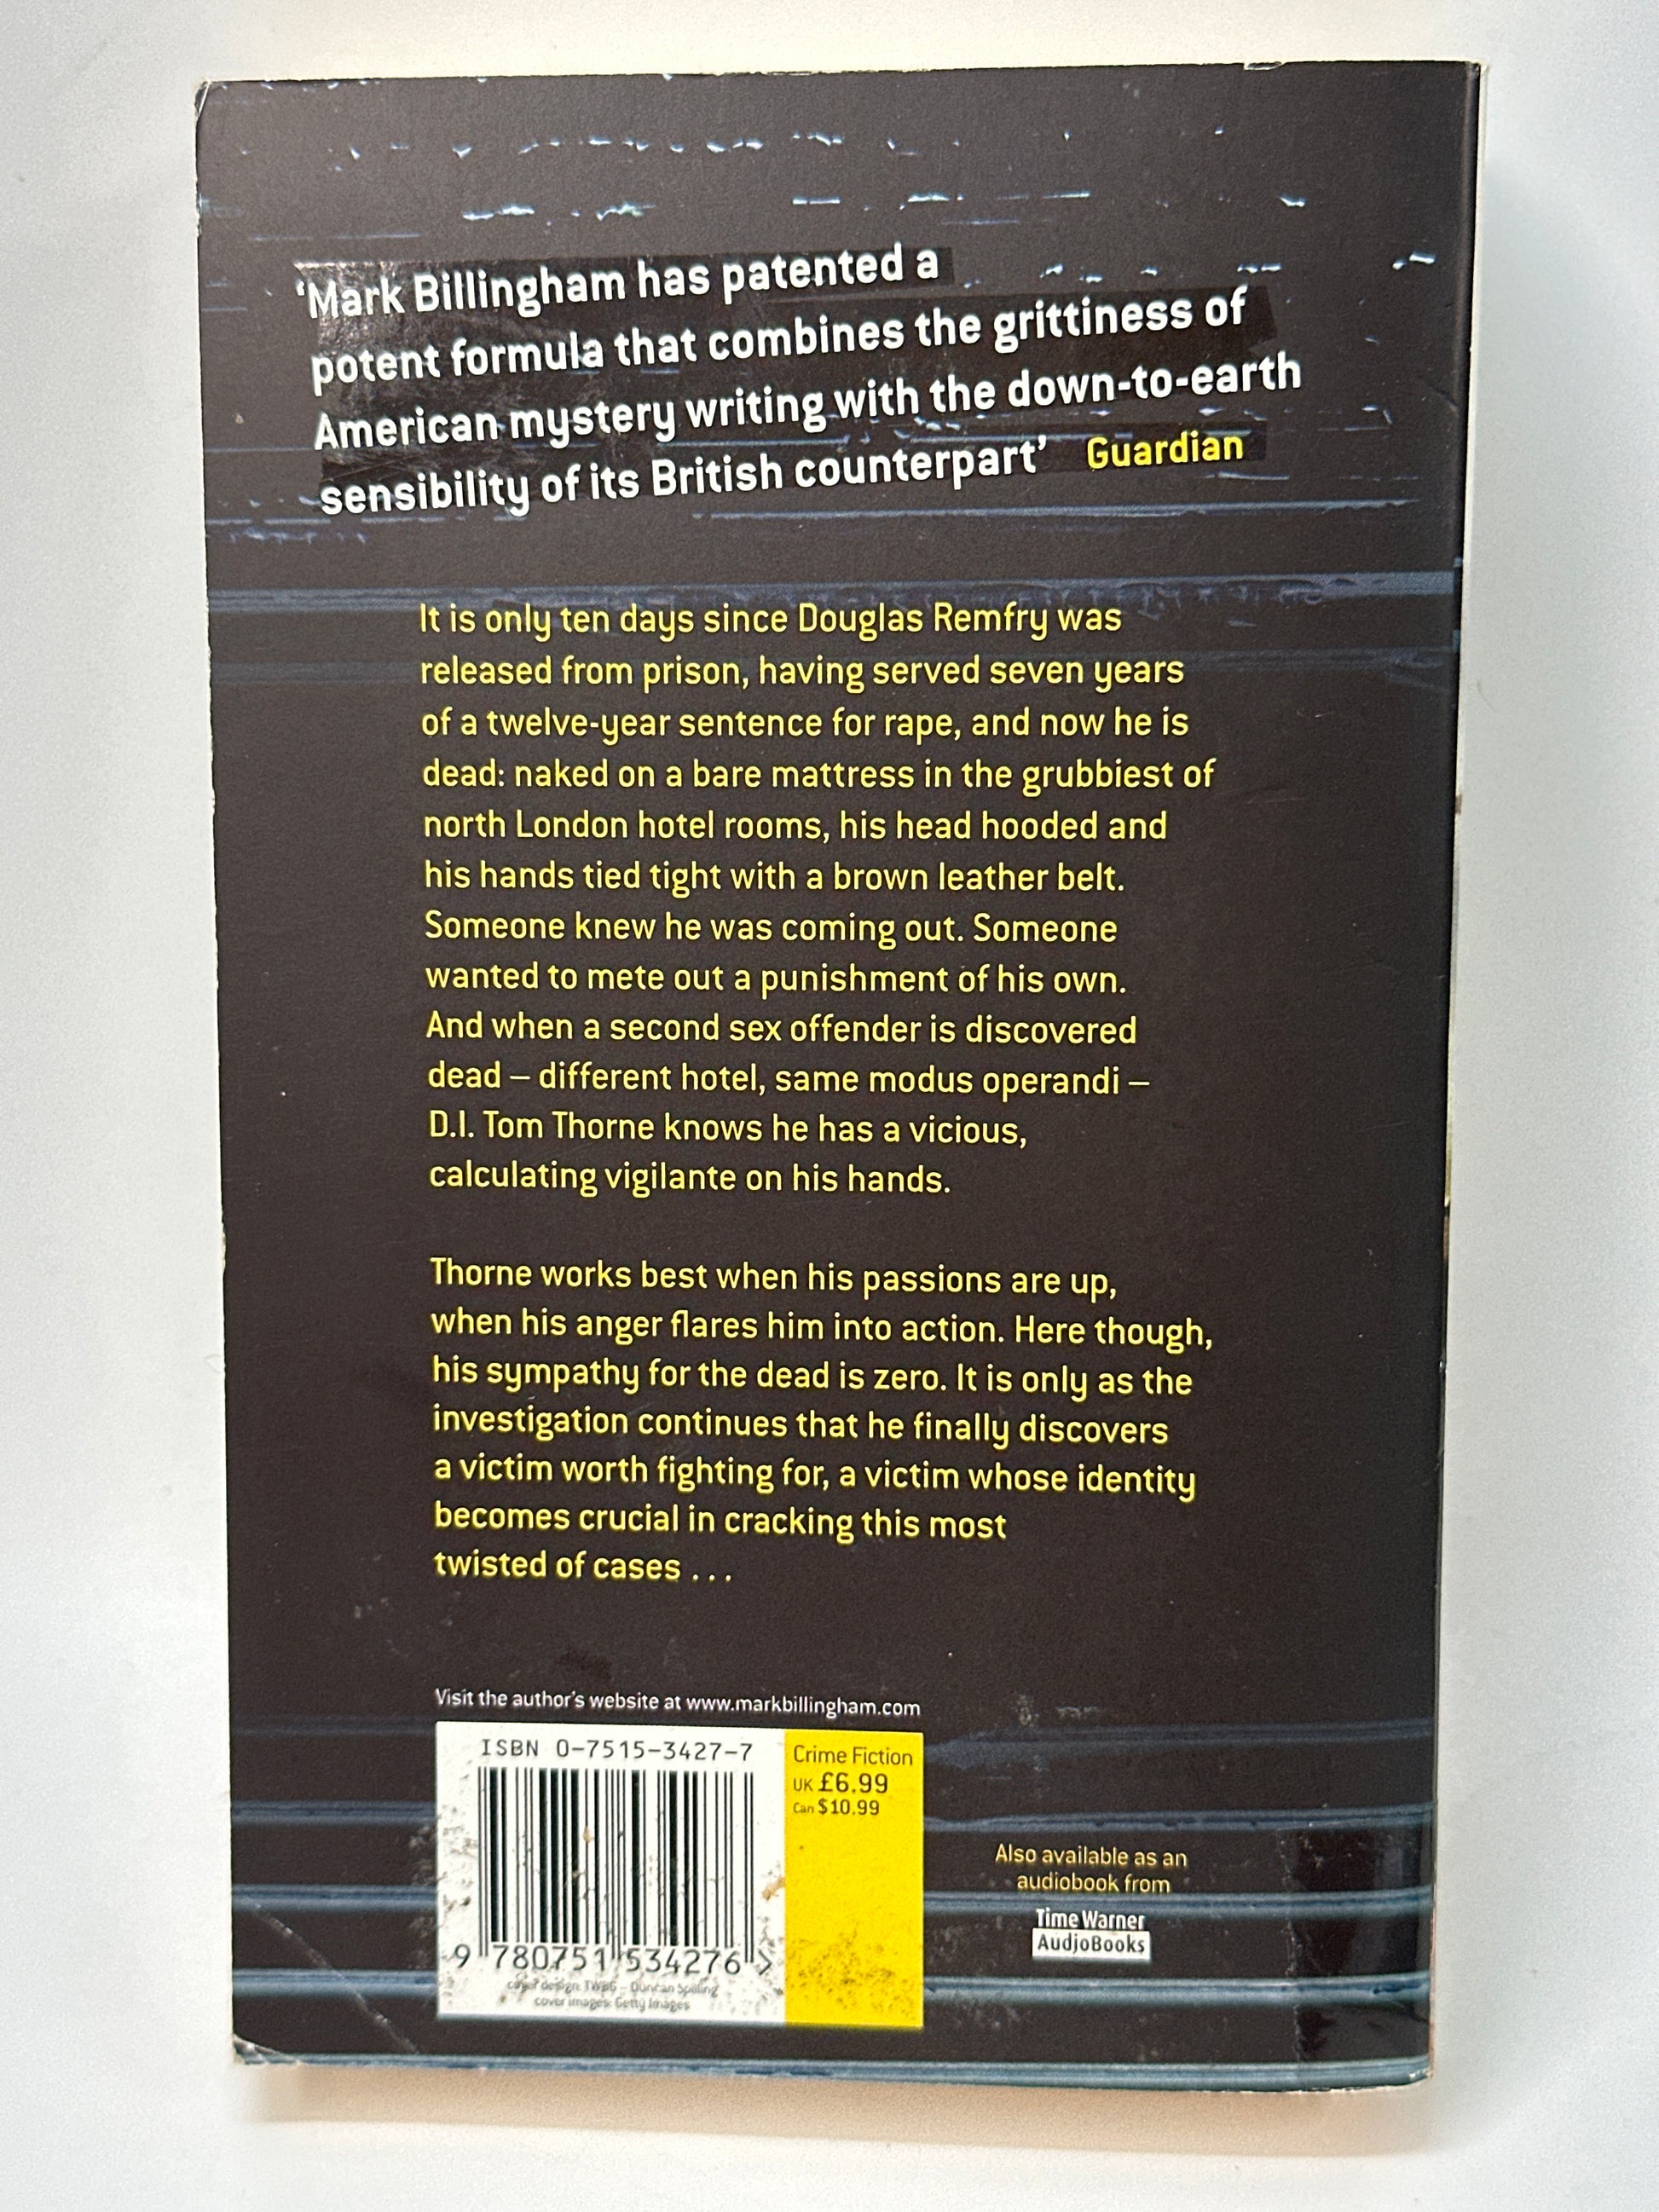 ‘Mark Billingham has patented a
potent formula that combines the grittiness of
American mystery writing with the down-to-earth
sensibility of its British counterpart’ Guardian
It is only ten days since Douglas Remfry was
released from prison, having served seven years
of a twelve-year sentence for rape, and now he is
dead: naked on a bare mattress in the grubbiest of
north London hotel rooms, his head hooded and
his hands tied tight with a brown leather belt.
Someone knew he was coming out. Someone
wanted to mete out a punishment of his own.
And when a second sex offender is discovered
dead – different hotel, same modus operandi –
D.I. Tom Thorne knows he has a vicious,
calculating vigilante on his hands.
Thorne works best when his passions are up,
when his anger flares him into action. Here though,
his sympathy for the dead is zero. It is only as the
investigation continues that he finally discovers
a victim worth fighting for, a victim whose identity
becomes crucial in cracking this most
twisted of cases . . .
Visit the author's website at www.markbillingham.com
ISBN 0-7515-3427-7
9 780751 534276 >
cover design: TWBG – Duncan Spilling
cover images: Getty Images
Crime Fiction
UK £6.99
Can $10.99
Also available as an
audiobook from
Time Warner
AudioBooks